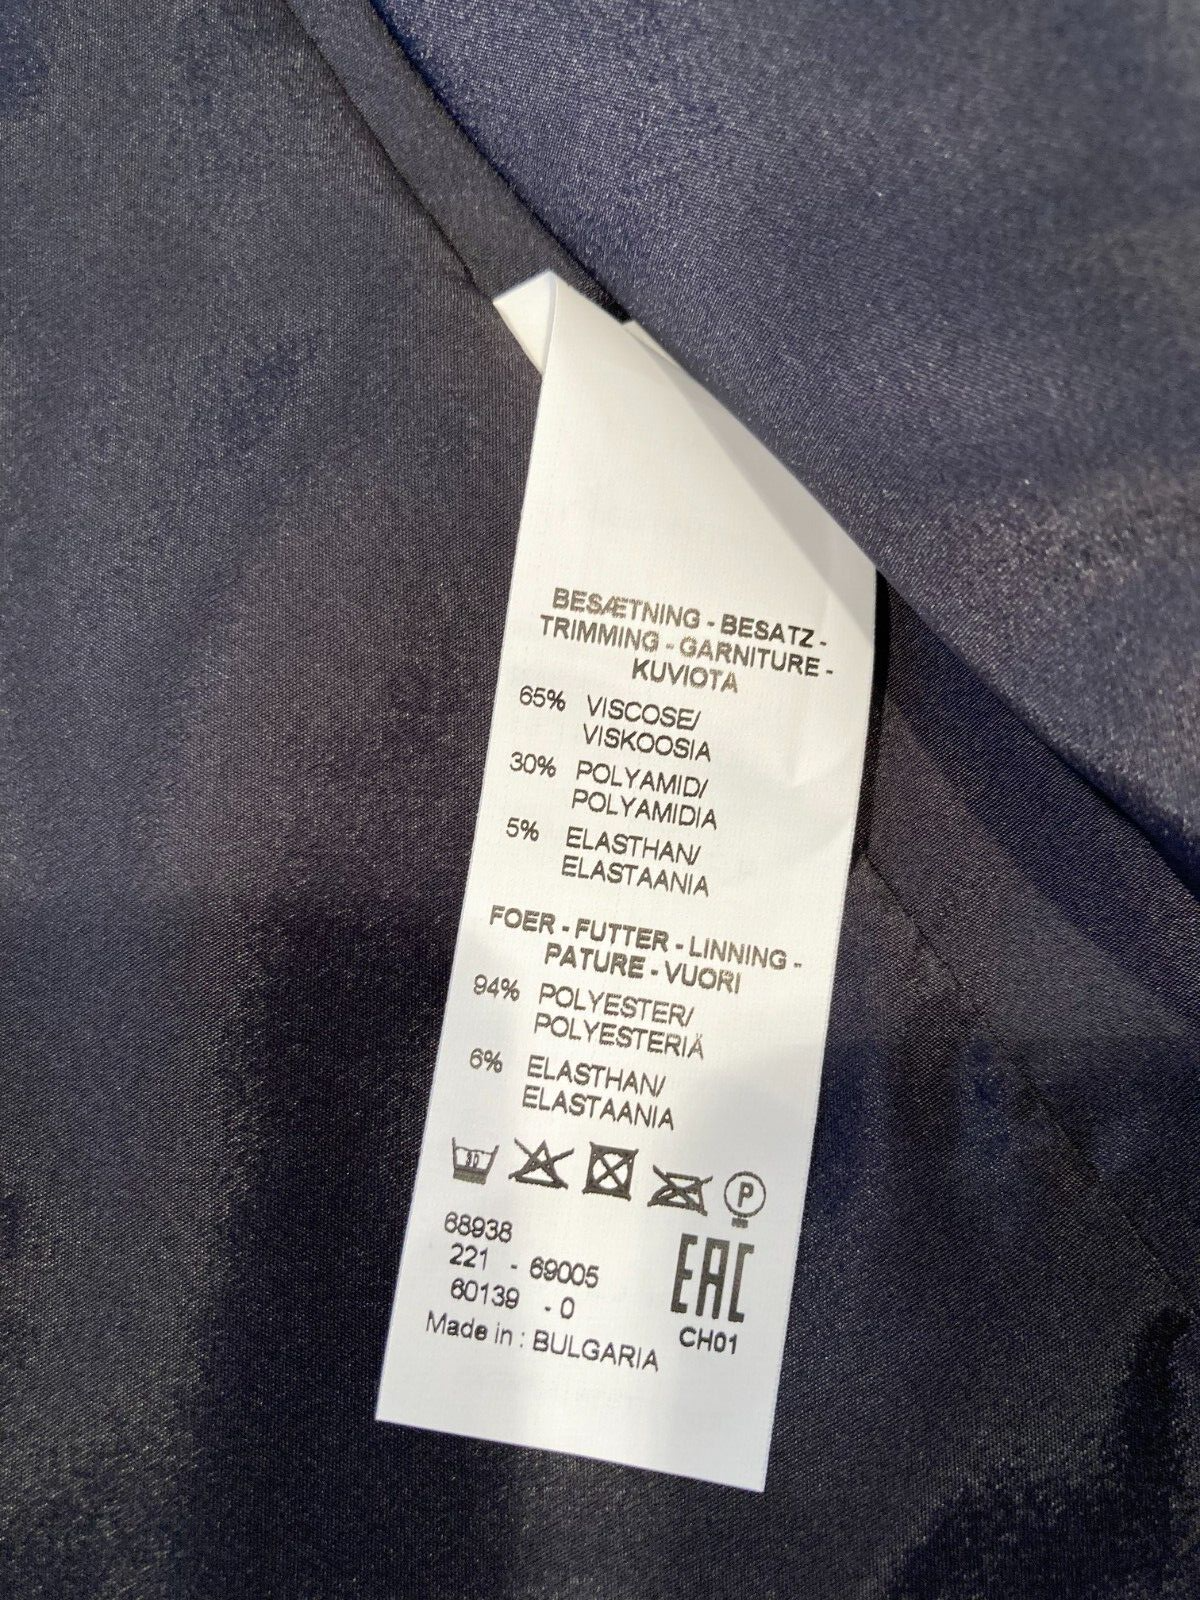 BESÆTNING - BESATZ -
TRIMMING - GARNITURE -
KUVIOTA
65% VISCOSE/
VISKOOSIA
30% POLYAMID/
POLYAMIDIA
5% ELASTHAN/
ELASTAANIA
FOER - FUTTER - LINNING -
PATURE - VUORI
94% POLYESTER/
POLYESTERIÄ
6% ELASTHAN/
ELASTAANIA
30
P
68938
221 - 69005
60139 - 0
EAC
CH01
Made in : BULGARIA